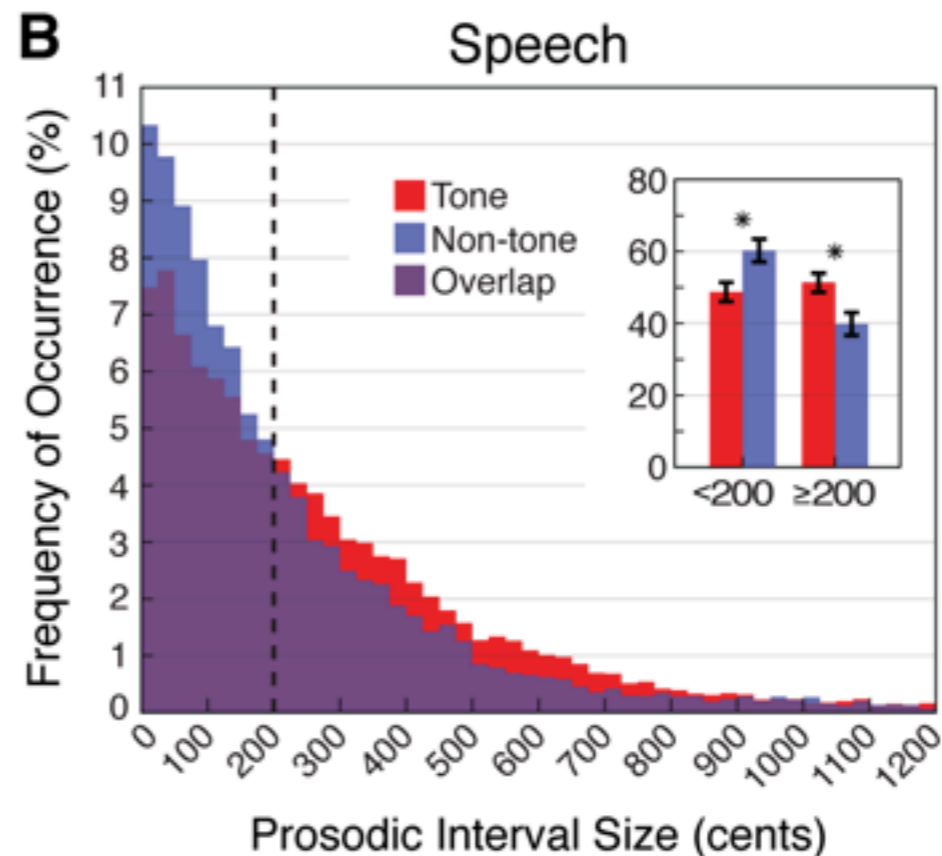 B
Speech
Frequency of Occurrence (%)
11
10
9
8
7
6
5
4
3
2
1
0
Tone
Non-tone
Overlap
80
60
40
20
0
*
*
<200 ≥200
0 100 200 300 400 500 600 700 800 900 1000 1100 1200
Prosodic Interval Size (cents)